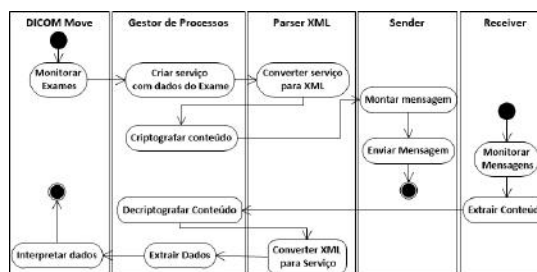 DICOM Move
Gestor de Processos
Parser XML
Sender
Receiver
Monitorar
Exames
Criar serviço
com dados do Exame
Converter serviço
para XML
Criptografar conteúdo
Montar mensagem
Enviar Mensagem
Monitorar
Mensagens
Extrair Conteúdo
Decriptografar Conteúdo
Converter XML
para Serviço
Extrair Dados
Interpretar dados